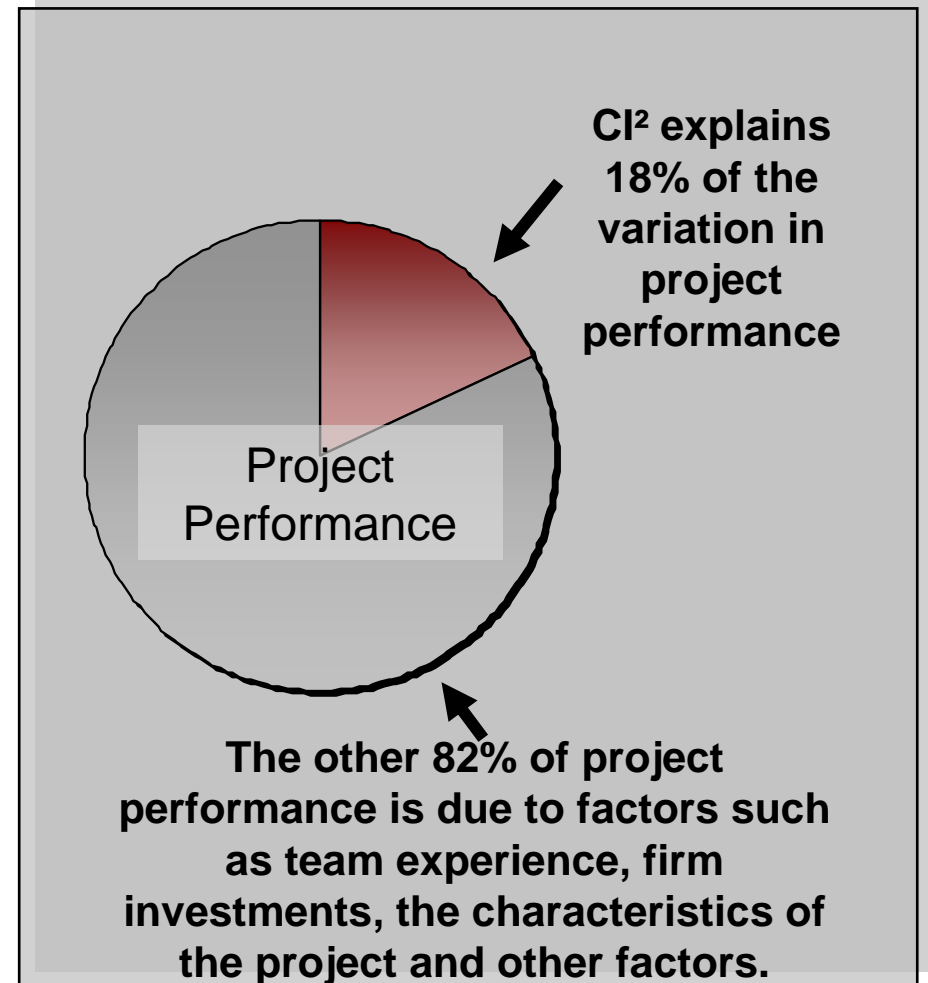 CI² explains
18% of the
variation in
project
performance
Project
Performance
The other 82% of project
performance is due to factors such
as team experience, firm
investments, the characteristics of
the project and other factors.